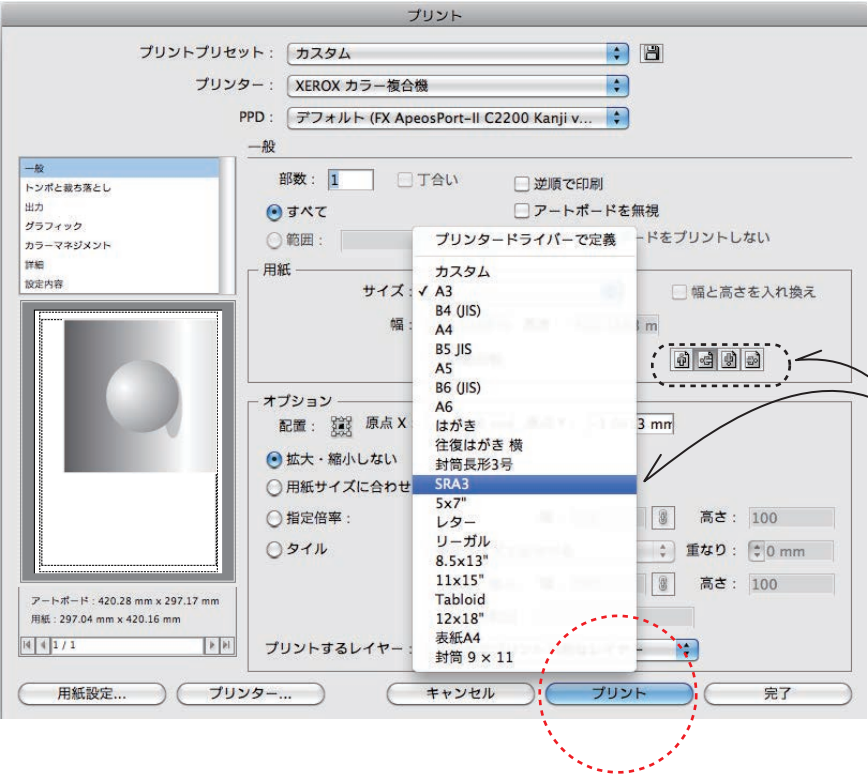 プリント
プリントプリセット： カスタム
プリンター： XEROX カラー複合機
PPD： デフォルト (FX ApeosPort-II C2200 Kanji v...
一般
トンボと裁ち落とし
出力
グラフィック
カラーマネジメント
詳細
設定内容
一般
部数： 1 丁合い 逆順で印刷
すべて アートボードを無視
範囲： ードをプリントしない
用紙
サイズ： 幅と高さを入れ換え
幅： m
プリンタードライバーで定義
カスタム
✓ A3
B4 (JIS)
A4
B5 JIS
A5
B6 (JIS)
A6
はがき
往復はがき 横
封筒長形3号
SRA3
5x7"
レター
リーガル
8.5x13"
11x15"
Tabloid
12x18"
表紙A4
封筒 9 × 11
オプション
配置： 原点 X 3 mm
拡大・縮小しない
用紙サイズに合わせ
指定倍率： 高さ： 100
タイル 重なり： 0 mm
高さ： 100
プリントするレイヤー：
アートボード : 420.28 mm x 297.17 mm
用紙 : 297.04 mm x 420.16 mm
1 / 1
用紙設定... プリンター... キャンセル プリント 完了